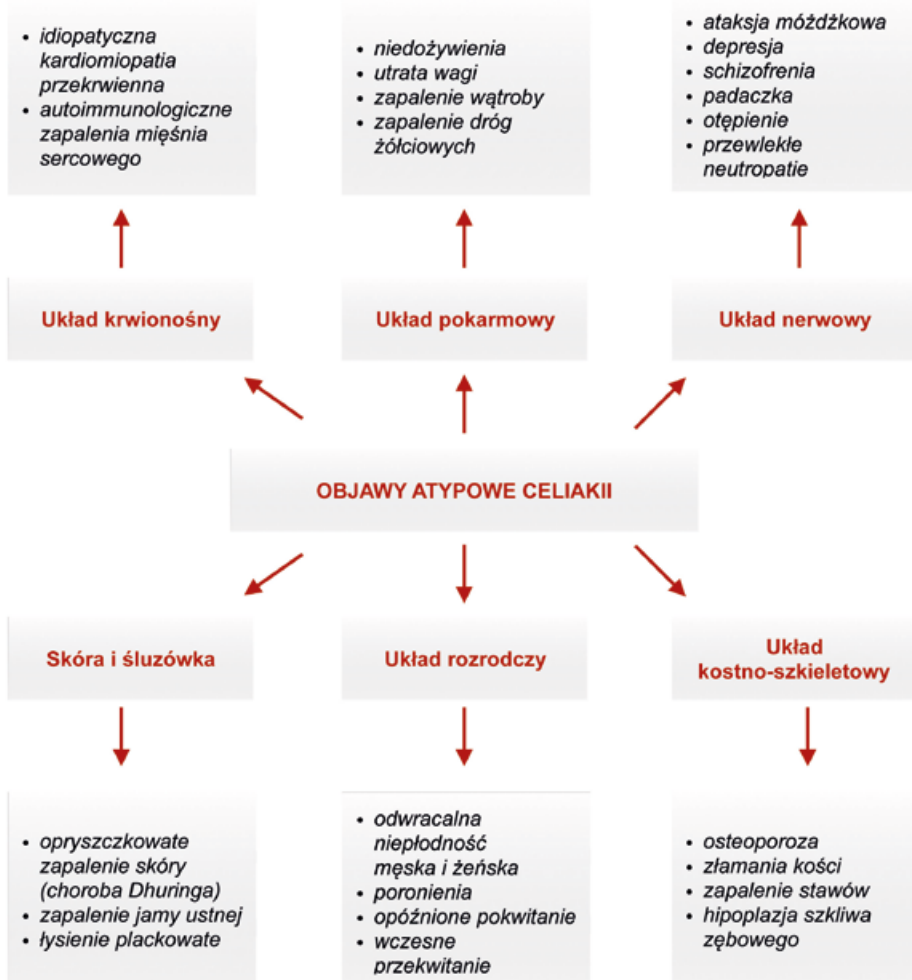 • idiopatyczna
kardiomiopatia
przekrwienna
• autoimmunologiczne
zapalenia mięśnia
sercowego
• niedożywienia
• utrata wagi
• zapalenie wątroby
• zapalenie dróg
żółciowych
• ataksja móżdżkowa
• depresja
• schizofrenia
• padaczka
• otępienie
• przewlekłe
neutropatie
Układ krwionośny
Układ pokarmowy
Układ nerwowy
OBJAWY ATYPOWE CELIAKII
Skóra i śluzówka
Układ rozrodczy
Układ
kostno-szkieletowy
• opryszczkowate
zapalenie skóry
(choroba Dhuringa)
• zapalenie jamy ustnej
• łysienie plackowate
• odwracalna
niepłodność
męska i żeńska
• poronienia
• opóźnione pokwitanie
• wczesne
przekwitanie
• osteoporoza
• złamania kości
• zapalenie stawów
• hipoplazja szkliwa
zębowego